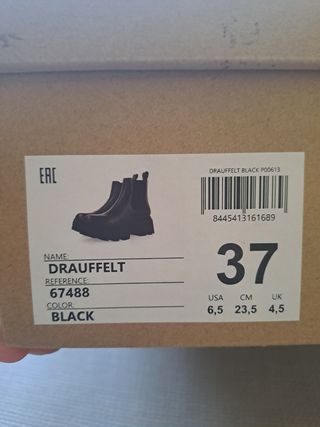 EAC
DRAUFFELT BLACK P00613
8445413161689
NAME:
DRAUFFELT
REFERENCE:
67488
COLOR:
BLACK
37
USA CM UK
6,5 23,5 4,5